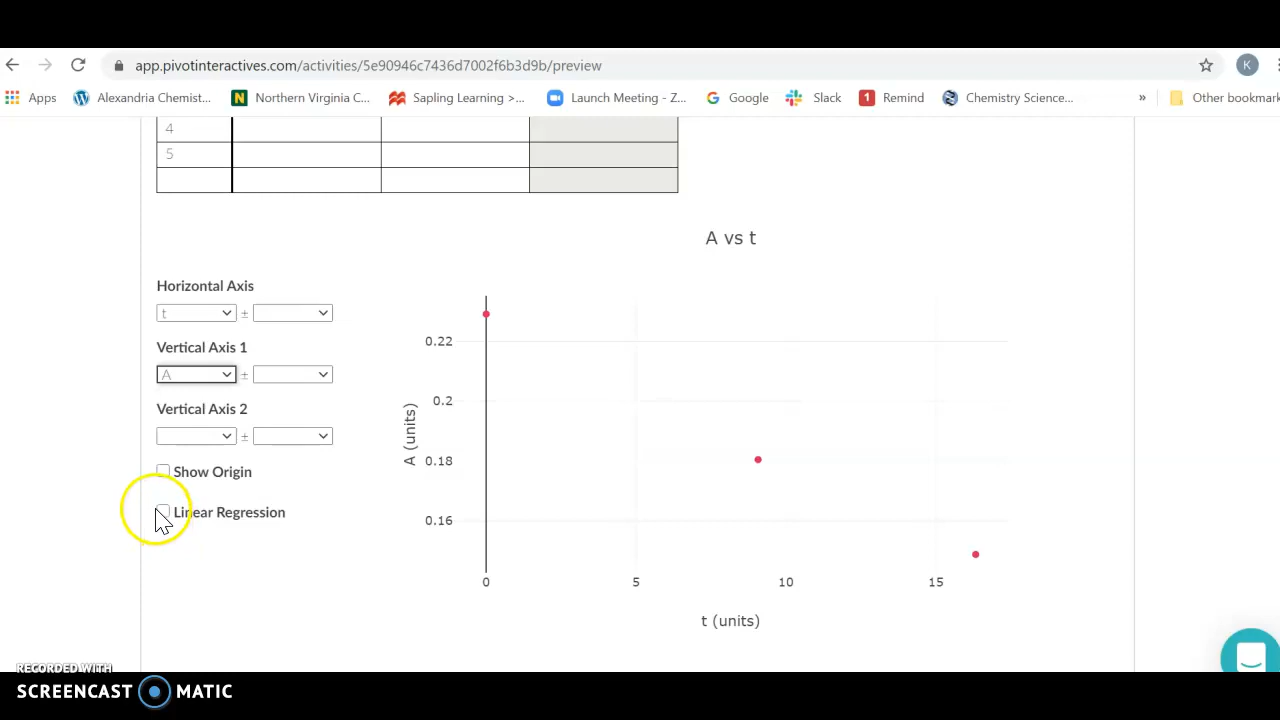 app.pivotinteractives.com/activities/5e90946c7436d7002f6b3d9b/preview
K
Apps Alexandria Chemist... Northern Virginia C... Sapling Learning >... Launch Meeting - Z... Google Slack Remind Chemistry Science... » Other bookmark
4
5
A vs t
Horizontal Axis
t ±
Vertical Axis 1
A ±
Vertical Axis 2
±
Show Origin
Linear Regression
0.22
0.2
0.18
0.16
A (units)
0 5 10 15
t (units)
RECORDED WITH
SCREENCAST MATIC